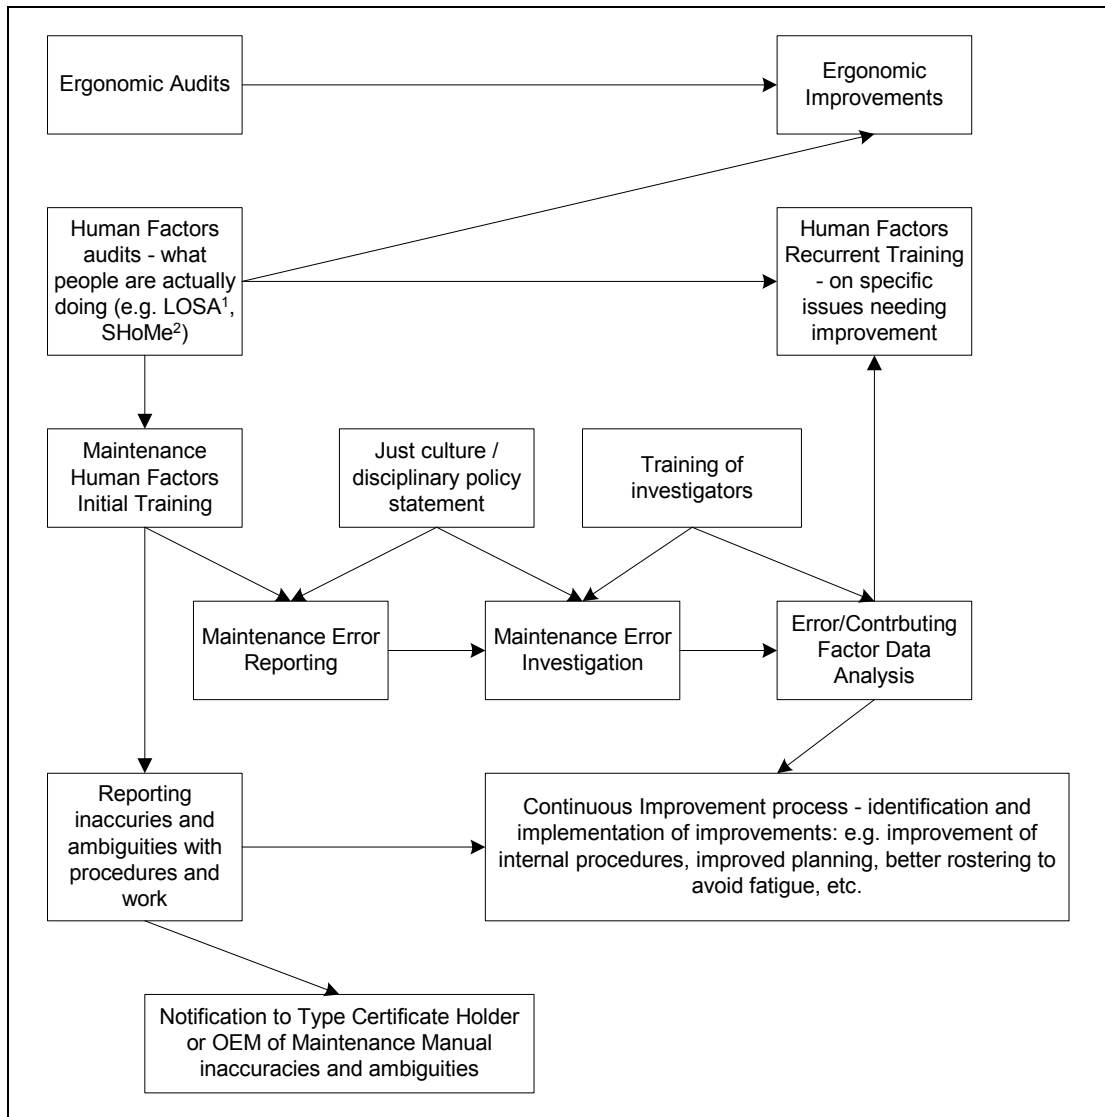 Ergonomic Audits
Ergonomic
Improvements
Human Factors
audits - what
people are actually
doing (e.g. LOSA¹,
SHoMe²)
Human Factors
Recurrent Training
- on specific
issues needing
improvement
Maintenance
Human Factors
Initial Training
Just culture /
disciplinary policy
statement
Training of
investigators
Maintenance Error
Reporting
Maintenance Error
Investigation
Error/Contrbuting
Factor Data
Analysis
Reporting
inaccuries and
ambiguities with
procedures and
work
Continuous Improvement process - identification and
implementation of improvements: e.g. improvement of
internal procedures, improved planning, better rostering to
avoid fatigue, etc.
Notification to Type Certificate Holder
or OEM of Maintenance Manual
inaccuracies and ambiguities